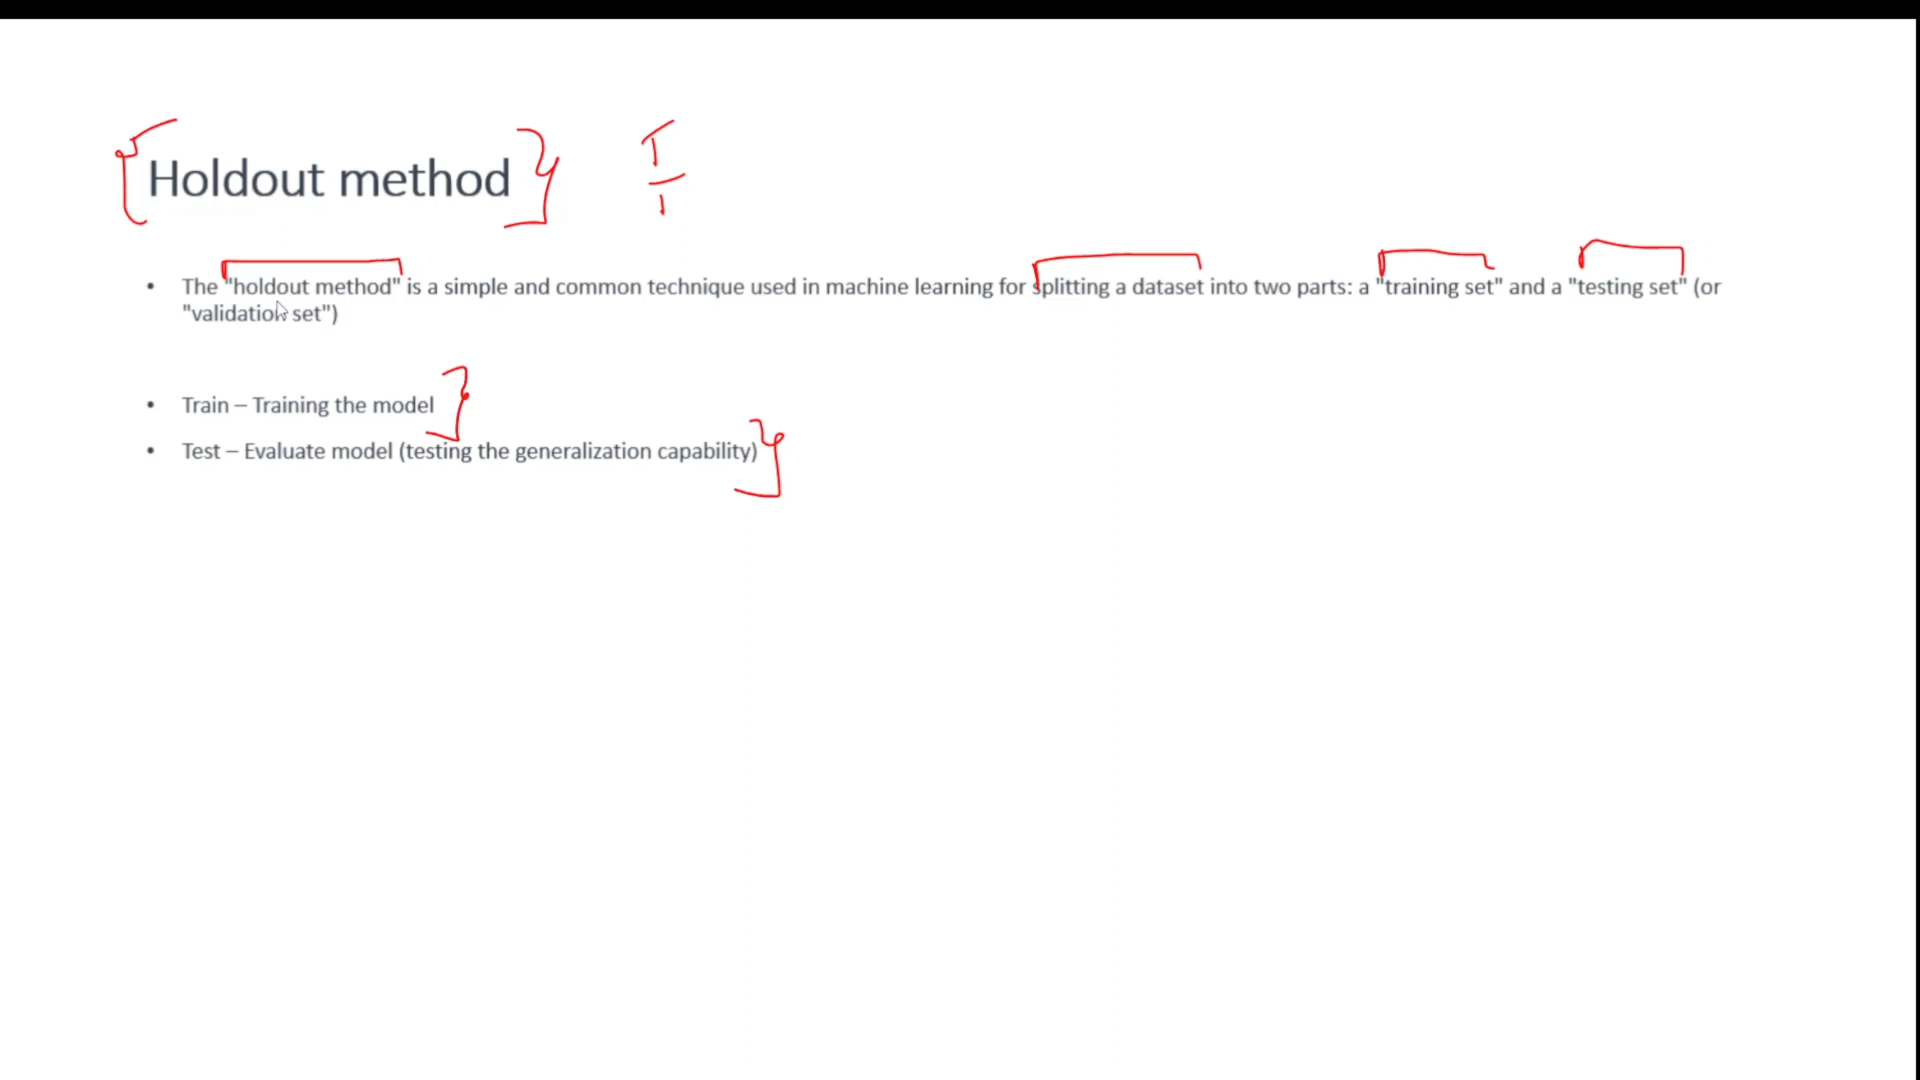 Holdout method
• The "holdout method" is a simple and common technique used in machine learning for splitting a dataset into two parts: a "training set" and a "testing set" (or
"validation set")
• Train – Training the model
• Test – Evaluate model (testing the generalization capability)